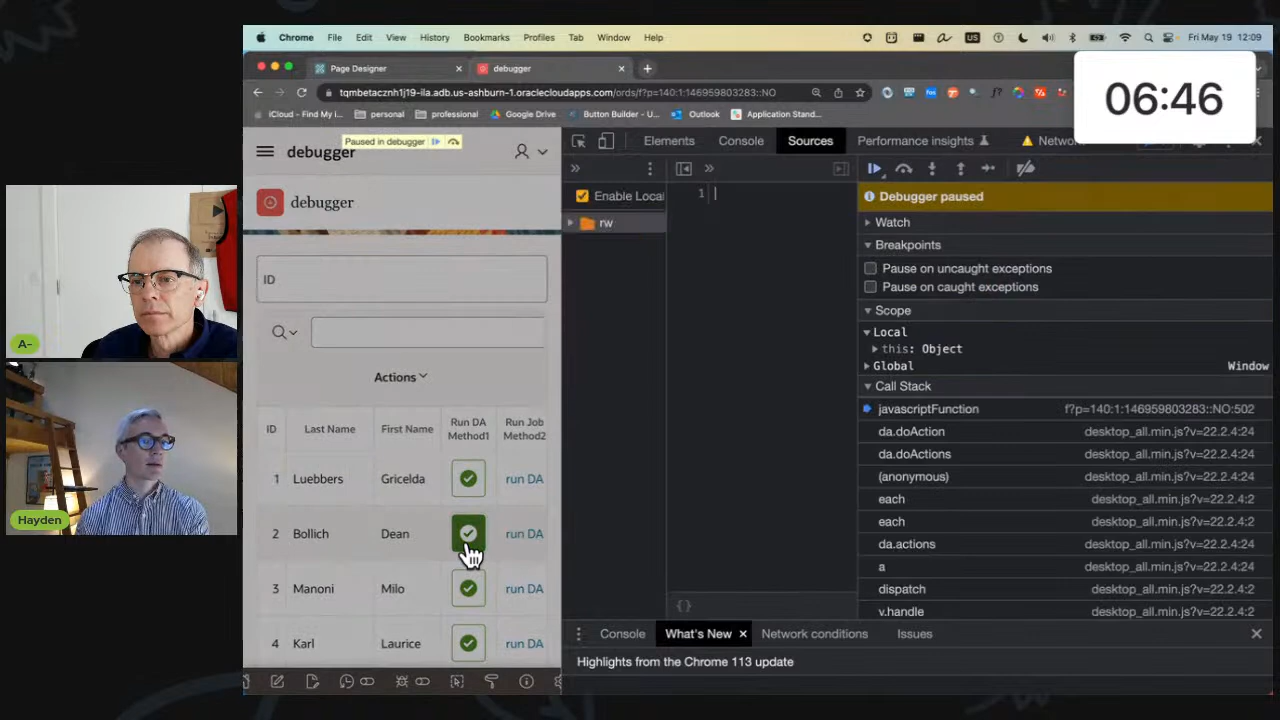 Chrome File Edit View History Bookmarks Profiles Tab Window Help
US
Fri May 19 12:09
Page Designer
debugger
06:46
tqmbetacznh1j19-ila.adb.us-ashburn-1.oraclecloudapps.com/ords/f?p=140:1:146959803283::NO
iCloud - Find My i...
personal
professional
Google Drive
Button Builder - U...
Outlook
Application Stand...
Paused in debugger
debugger
debugger
ID
Actions
ID
Last Name
First Name
Run DA Method1
Run Job Method2
1 Luebbers Gricelda run DA
2 Bollich Dean run DA
3 Manoni Milo run DA
4 Karl Laurice run DA
Elements
Console
Sources
Performance insights
Netwo
Enable Local
rw
1
Debugger paused
Watch
Breakpoints
Pause on uncaught exceptions
Pause on caught exceptions
Scope
Local
this: Object
Global Window
Call Stack
javascriptFunction f?p=140:1:146959803283::NO:502
da.doAction desktop_all.min.js?v=22.2.4:24
da.doActions desktop_all.min.js?v=22.2.4:24
(anonymous) desktop_all.min.js?v=22.2.4:24
each desktop_all.min.js?v=22.2.4:2
each desktop_all.min.js?v=22.2.4:2
da.actions desktop_all.min.js?v=22.2.4:24
a desktop_all.min.js?v=22.2.4:24
dispatch desktop_all.min.js?v=22.2.4:2
v.handle desktop_all.min.js?v=22.2.4:2
{}
Console
What's New
Network conditions
Issues
Highlights from the Chrome 113 update
A-
Hayden